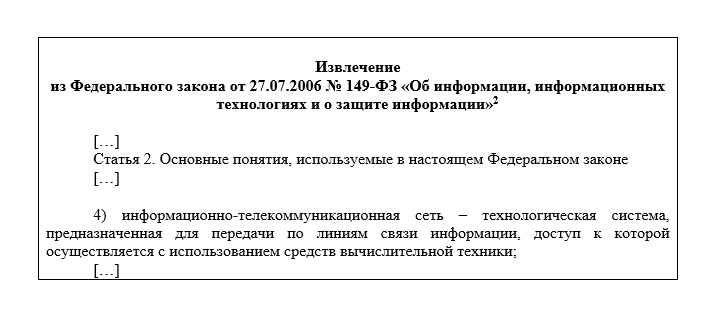 Извлечение
из Федерального закона от 27.07.2006 № 149-ФЗ «Об информации, информационных
технологиях и о защите информации»²
[…]
Статья 2. Основные понятия, используемые в настоящем Федеральном законе
[…]
4) информационно-телекоммуникационная сеть – технологическая система,
предназначенная для передачи по линиям связи информации, доступ к которой
осуществляется с использованием средств вычислительной техники;
[…]